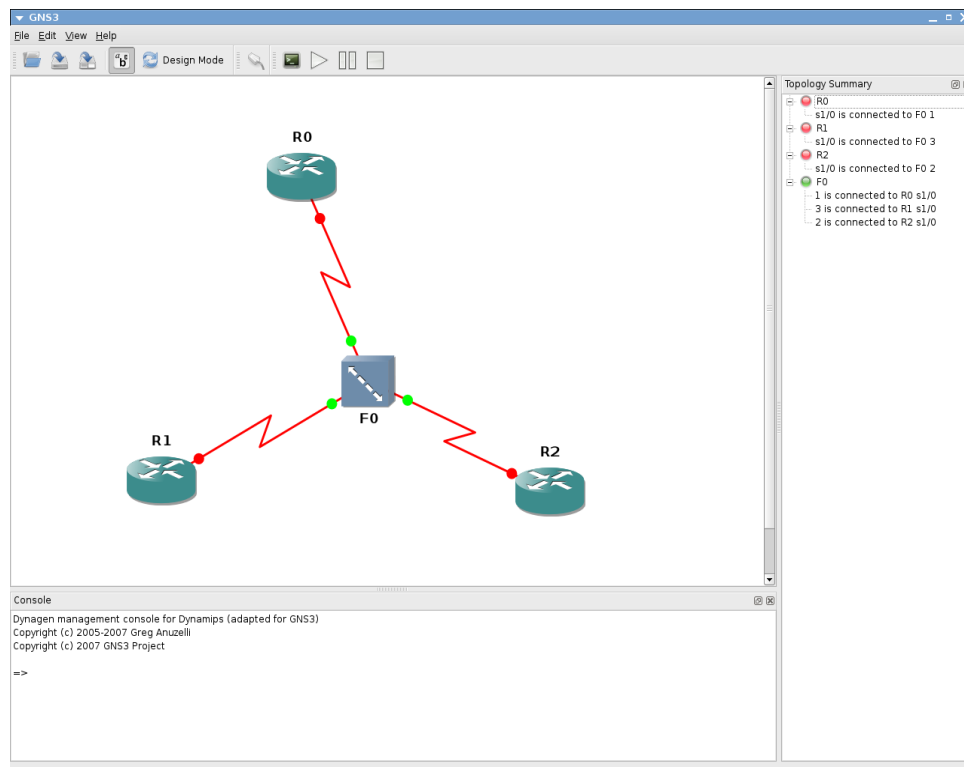 GNS3
File Edit View Help
Design Mode
Topology Summary
R0
s1/0 is connected to F0 1
R1
s1/0 is connected to F0 3
R2
s1/0 is connected to F0 2
F0
1 is connected to R0 s1/0
3 is connected to R1 s1/0
2 is connected to R2 s1/0
R0
F0
R1
R2
Console
Dynagen management console for Dynamips (adapted for GNS3)
Copyright (c) 2005-2007 Greg Anuzelli
Copyright (c) 2007 GNS3 Project
=>